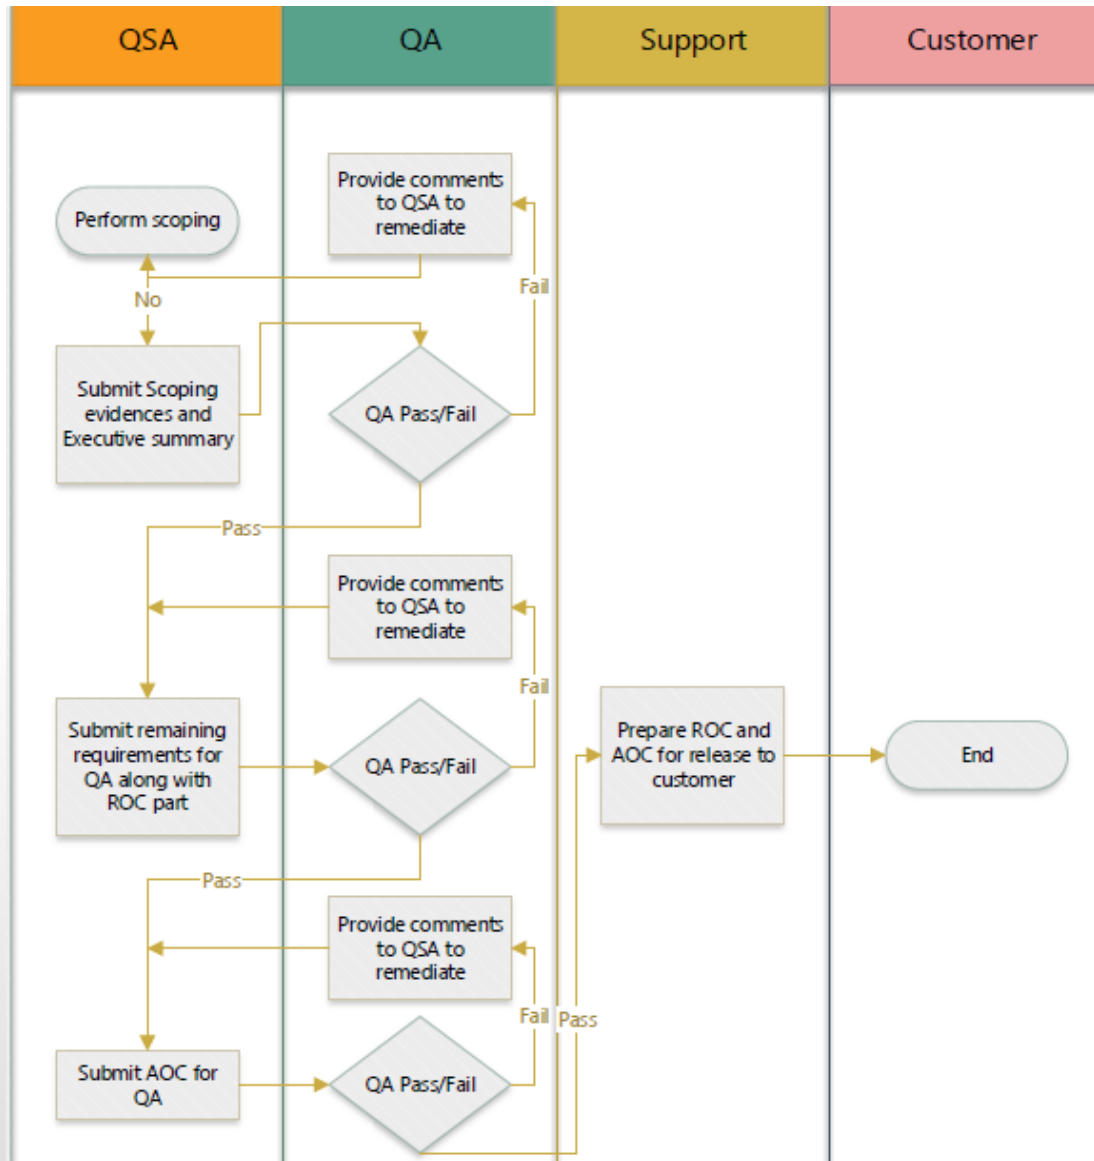 QSA
QA
Support
Customer
Provide comments
to QSA to
remediate
Perform scoping
Fail
No
Submit Scoping
evidences and
Executive summary
QA Pass/Fail
Pass
Provide comments
to QSA to
remediate
Fail
Submit remaining
requirements for
QA along with
ROC part
QA Pass/Fail
Prepare ROC and
AOC for release to
customer
End
Pass
Provide comments
to QSA to
remediate
Fail
Pass
Submit AOC for
QA
QA Pass/Fail